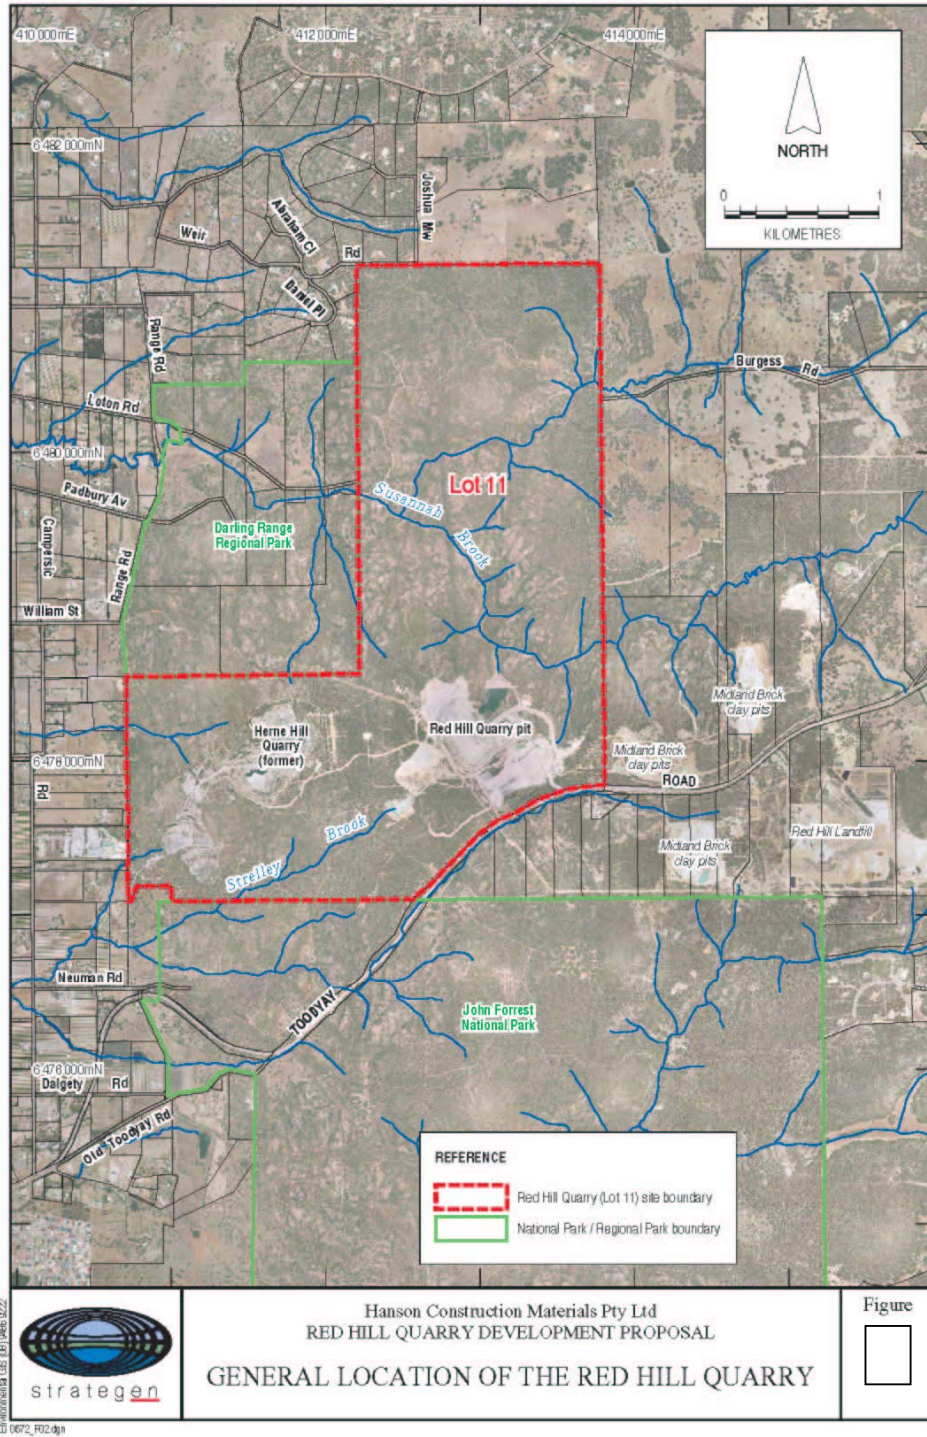 410 000mE
412 000mE
414 000mE
NORTH
0 1
KILOMETRES
6 482 000mN
Joshua Mw
Abraham Cl
Weir
Rd
Daniel Pl
Range Rd
Burgess Rd
Loton Rd
6 480 000mN
Padbury Av
Lot 11
Susannah
Brook
Darling Range
Regional Park
Campersic
Range Rd
William St
Midland Brick
clay pits
Herne Hill
Quarry
(former)
Red Hill Quarry pit
6 478 000mN
Midland Brick
clay pits
ROAD
Rd
Brook
Strelley
Midland Brick
clay pits
Red Hill Landfill
Neuman Rd
TOODYAY
John Forrest
National Park
6 476 000mN
Dalgety Rd
Old Toodyay Rd
REFERENCE
Red Hill Quarry (Lot 11) site boundary
National Park / Regional Park boundary
strategen
Hanson Construction Materials Pty Ltd
RED HILL QUARRY DEVELOPMENT PROPOSAL
GENERAL LOCATION OF THE RED HILL QUARRY
Figure
0672_F02.dgn